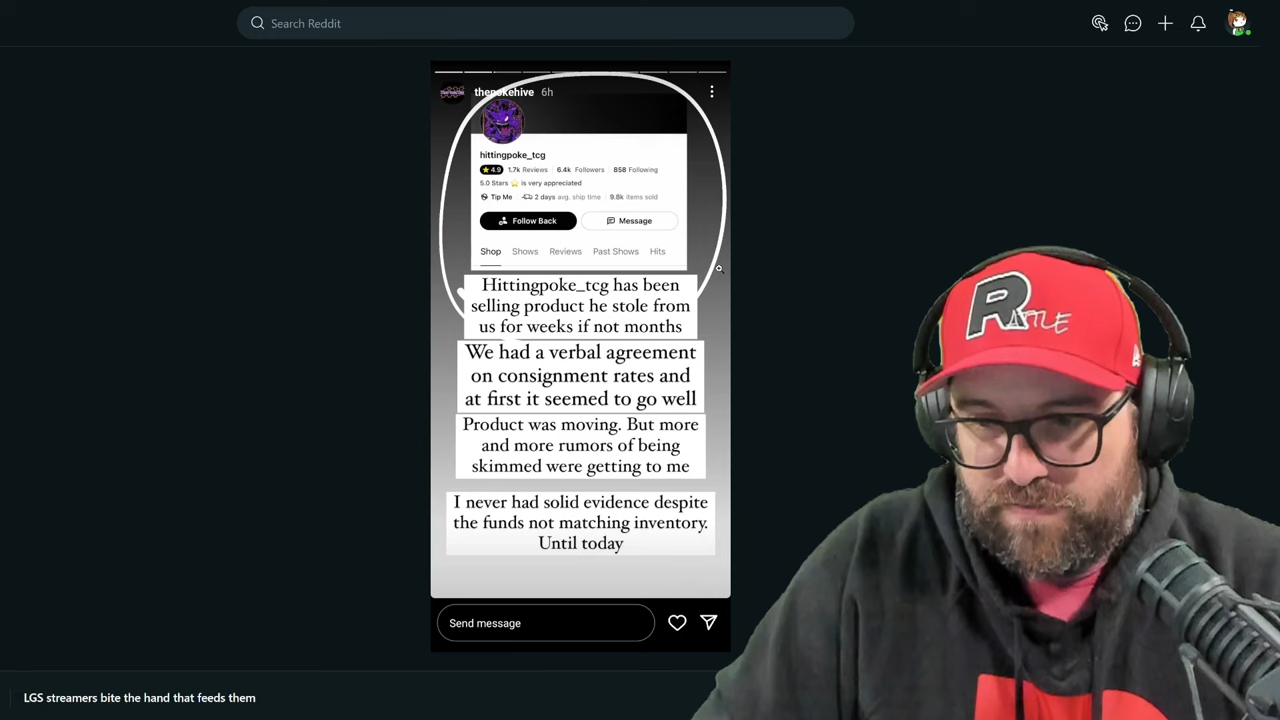 Search Reddit
thepokehive 6h
hittingpoke_tcg
4.9 1.7k Reviews 6.4k Followers 858 Following
5.0 Stars ⭐ is very appreciated
Tip Me 2 days avg. ship time 9.8k items sold
Follow Back Message
Shop Shows Reviews Past Shows Hits
Hittingpoke_tcg has been
selling product he stole from
us for weeks if not months
We had a verbal agreement
on consignment rates and
at first it seemed to go well
Product was moving. But more
and more rumors of being
skimmed were getting to me
I never had solid evidence despite
the funds not matching inventory.
Until today
Send message
LGS streamers bite the hand that feeds them
RATTLE